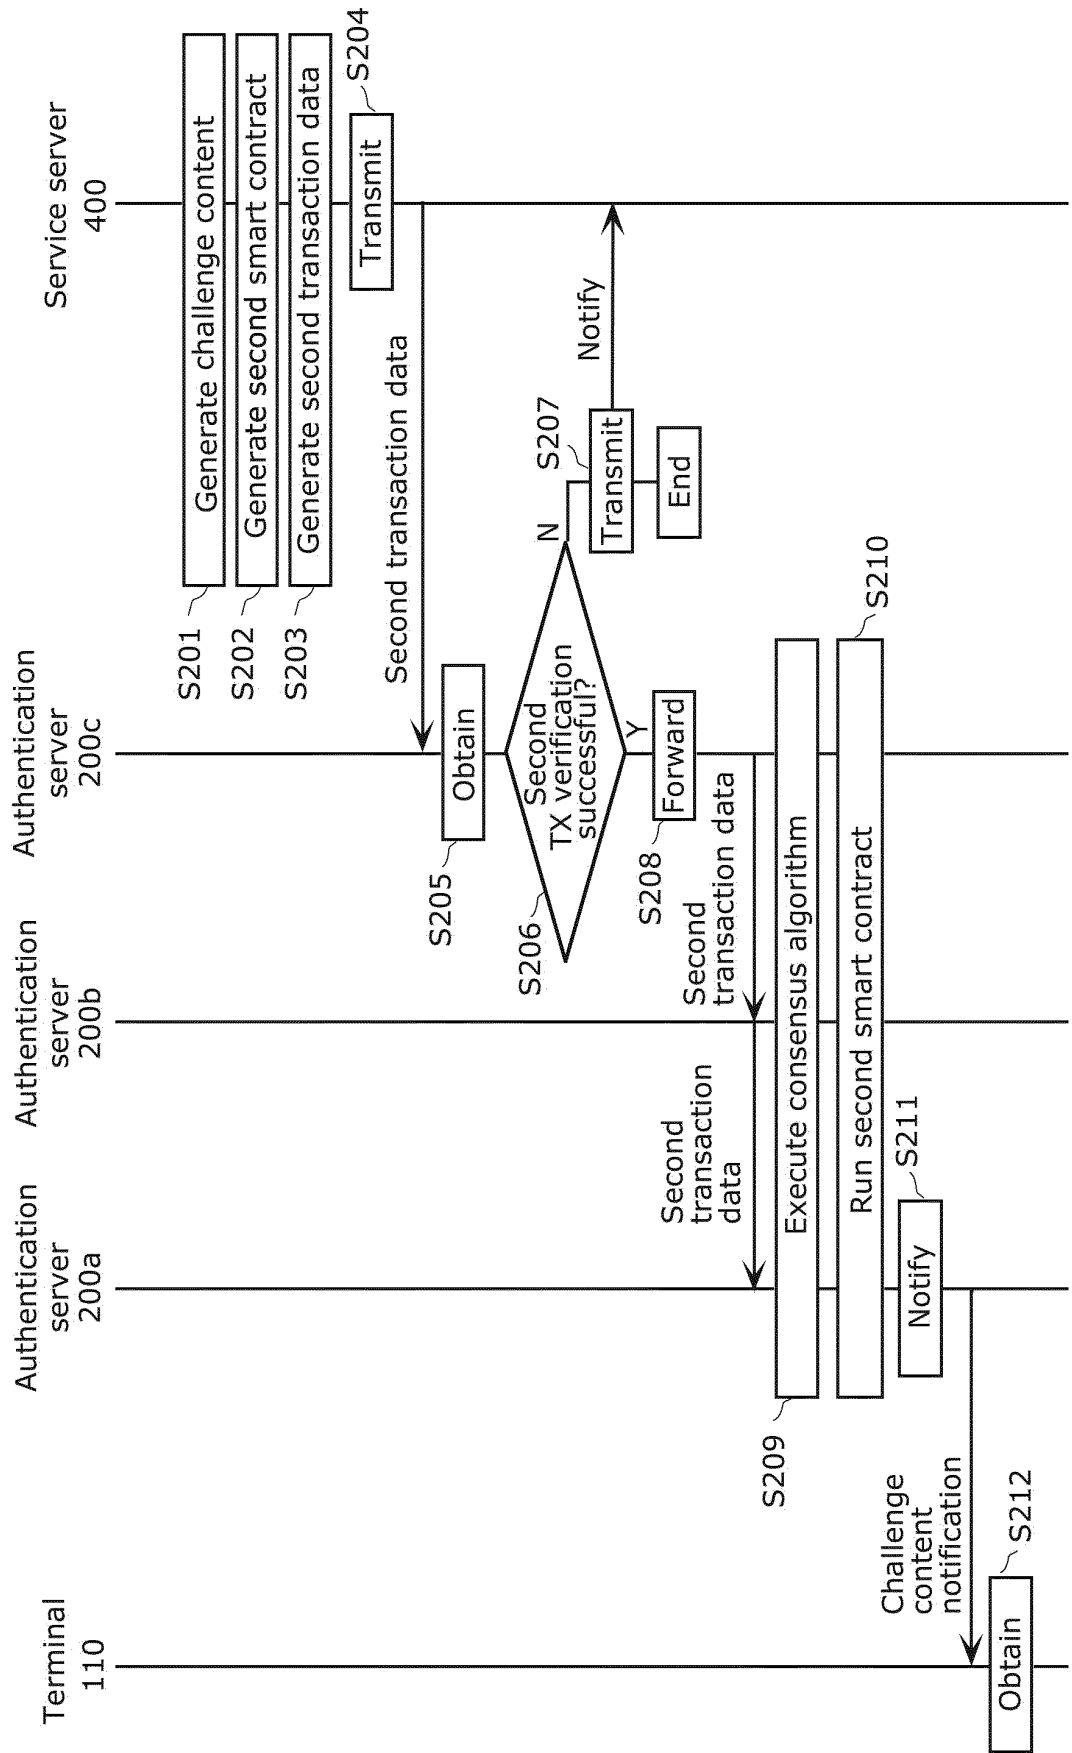 Terminal
110
Authentication
server
200a
Authentication
server
200b
Authentication
server
200c
Service server
400
S201
Generate challenge content
S202
Generate second smart contract
S203
Generate second transaction data
S204
Transmit
Second transaction data
S205
Obtain
S206
Second
TX verification
successful?
N
S207
Transmit
Notify
End
Y
S208
Forward
Second
transaction data
Second
transaction
data
S209
Execute consensus algorithm
S210
Run second smart contract
S211
Notify
Challenge
content
notification
S212
Obtain